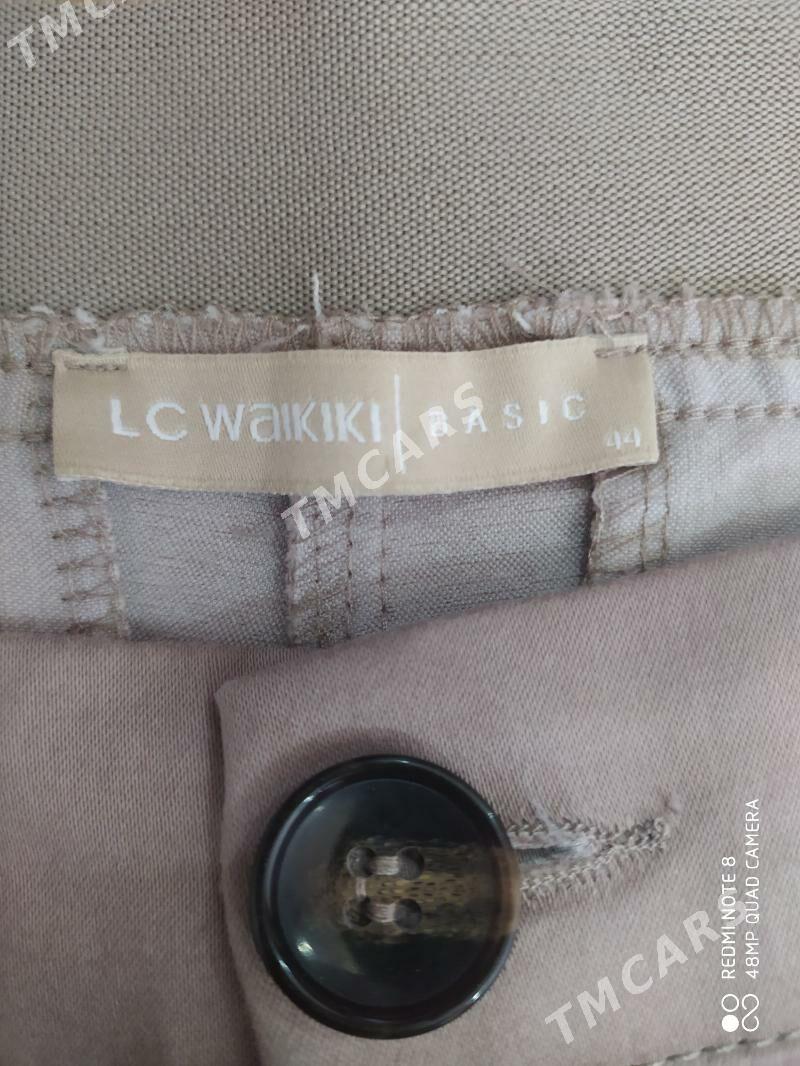 TMCARS
LC WAIKIKI | BASIC
44
TMCARS
TMCARS
REDMI NOTE 8
48MP QUAD CAMERA